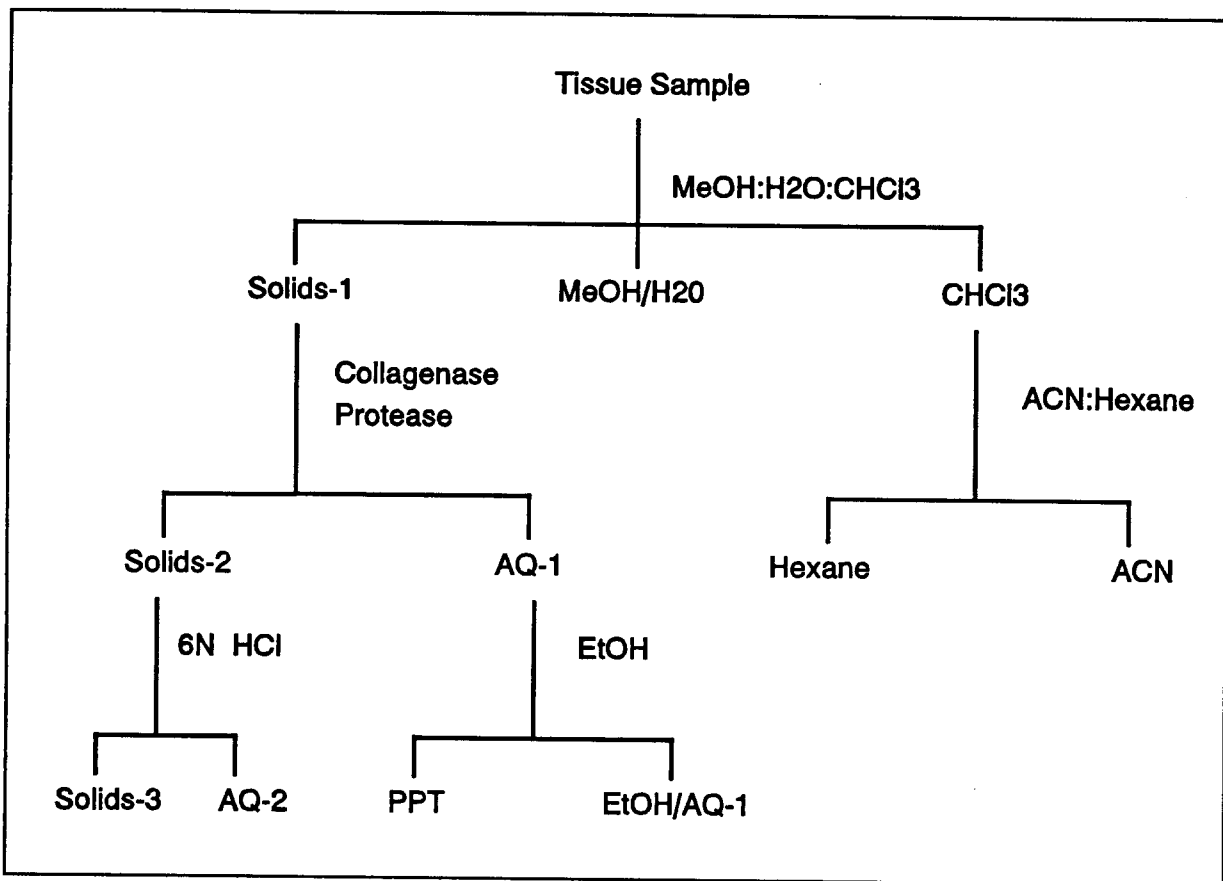 Tissue Sample
MeOH:H2O:CHCl3
Solids-1
MeOH/H20
CHCl3
Collagenase
Protease
ACN:Hexane
Solids-2
AQ-1
Hexane
ACN
6N HCl
EtOH
Solids-3
AQ-2
PPT
EtOH/AQ-1